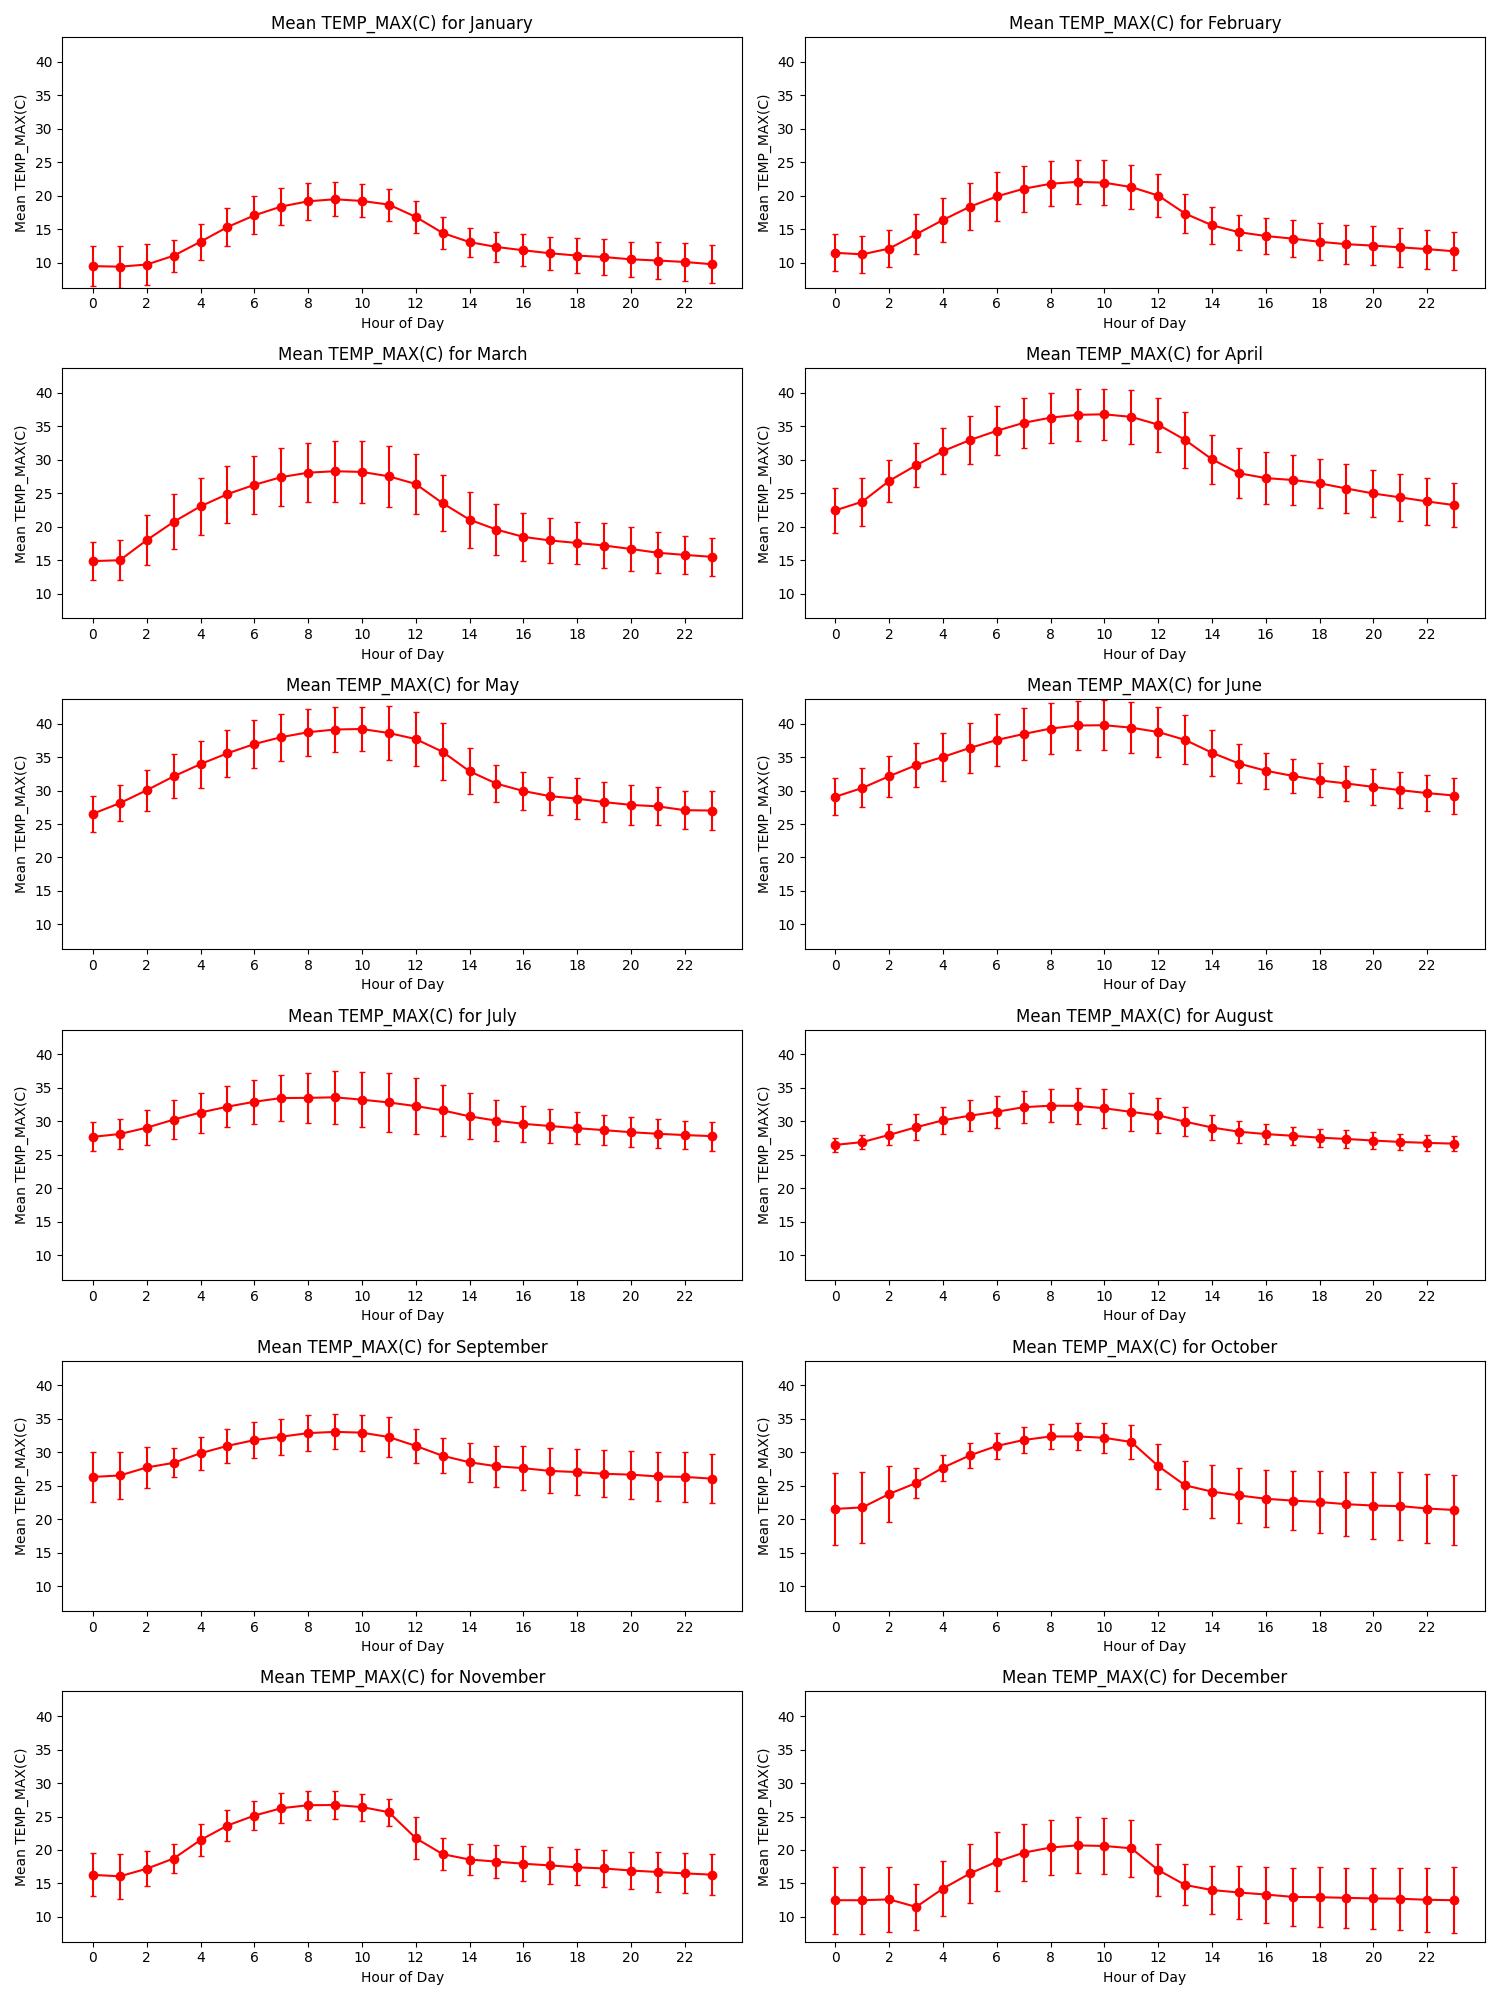 Mean TEMP_MAX(C) for January
Mean TEMP_MAX(C)
40
35
30
25
20
15
10
0 2 4 6 8 10 12 14 16 18 20 22
Hour of Day
Mean TEMP_MAX(C) for February
Mean TEMP_MAX(C)
40
35
30
25
20
15
10
0 2 4 6 8 10 12 14 16 18 20 22
Hour of Day
Mean TEMP_MAX(C) for March
Mean TEMP_MAX(C)
40
35
30
25
20
15
10
0 2 4 6 8 10 12 14 16 18 20 22
Hour of Day
Mean TEMP_MAX(C) for April
Mean TEMP_MAX(C)
40
35
30
25
20
15
10
0 2 4 6 8 10 12 14 16 18 20 22
Hour of Day
Mean TEMP_MAX(C) for May
Mean TEMP_MAX(C)
40
35
30
25
20
15
10
0 2 4 6 8 10 12 14 16 18 20 22
Hour of Day
Mean TEMP_MAX(C) for June
Mean TEMP_MAX(C)
40
35
30
25
20
15
10
0 2 4 6 8 10 12 14 16 18 20 22
Hour of Day
Mean TEMP_MAX(C) for July
Mean TEMP_MAX(C)
40
35
30
25
20
15
10
0 2 4 6 8 10 12 14 16 18 20 22
Hour of Day
Mean TEMP_MAX(C) for August
Mean TEMP_MAX(C)
40
35
30
25
20
15
10
0 2 4 6 8 10 12 14 16 18 20 22
Hour of Day
Mean TEMP_MAX(C) for September
Mean TEMP_MAX(C)
40
35
30
25
20
15
10
0 2 4 6 8 10 12 14 16 18 20 22
Hour of Day
Mean TEMP_MAX(C) for October
Mean TEMP_MAX(C)
40
35
30
25
20
15
10
0 2 4 6 8 10 12 14 16 18 20 22
Hour of Day
Mean TEMP_MAX(C) for November
Mean TEMP_MAX(C)
40
35
30
25
20
15
10
0 2 4 6 8 10 12 14 16 18 20 22
Hour of Day
Mean TEMP_MAX(C) for December
Mean TEMP_MAX(C)
40
35
30
25
20
15
10
0 2 4 6 8 10 12 14 16 18 20 22
Hour of Day